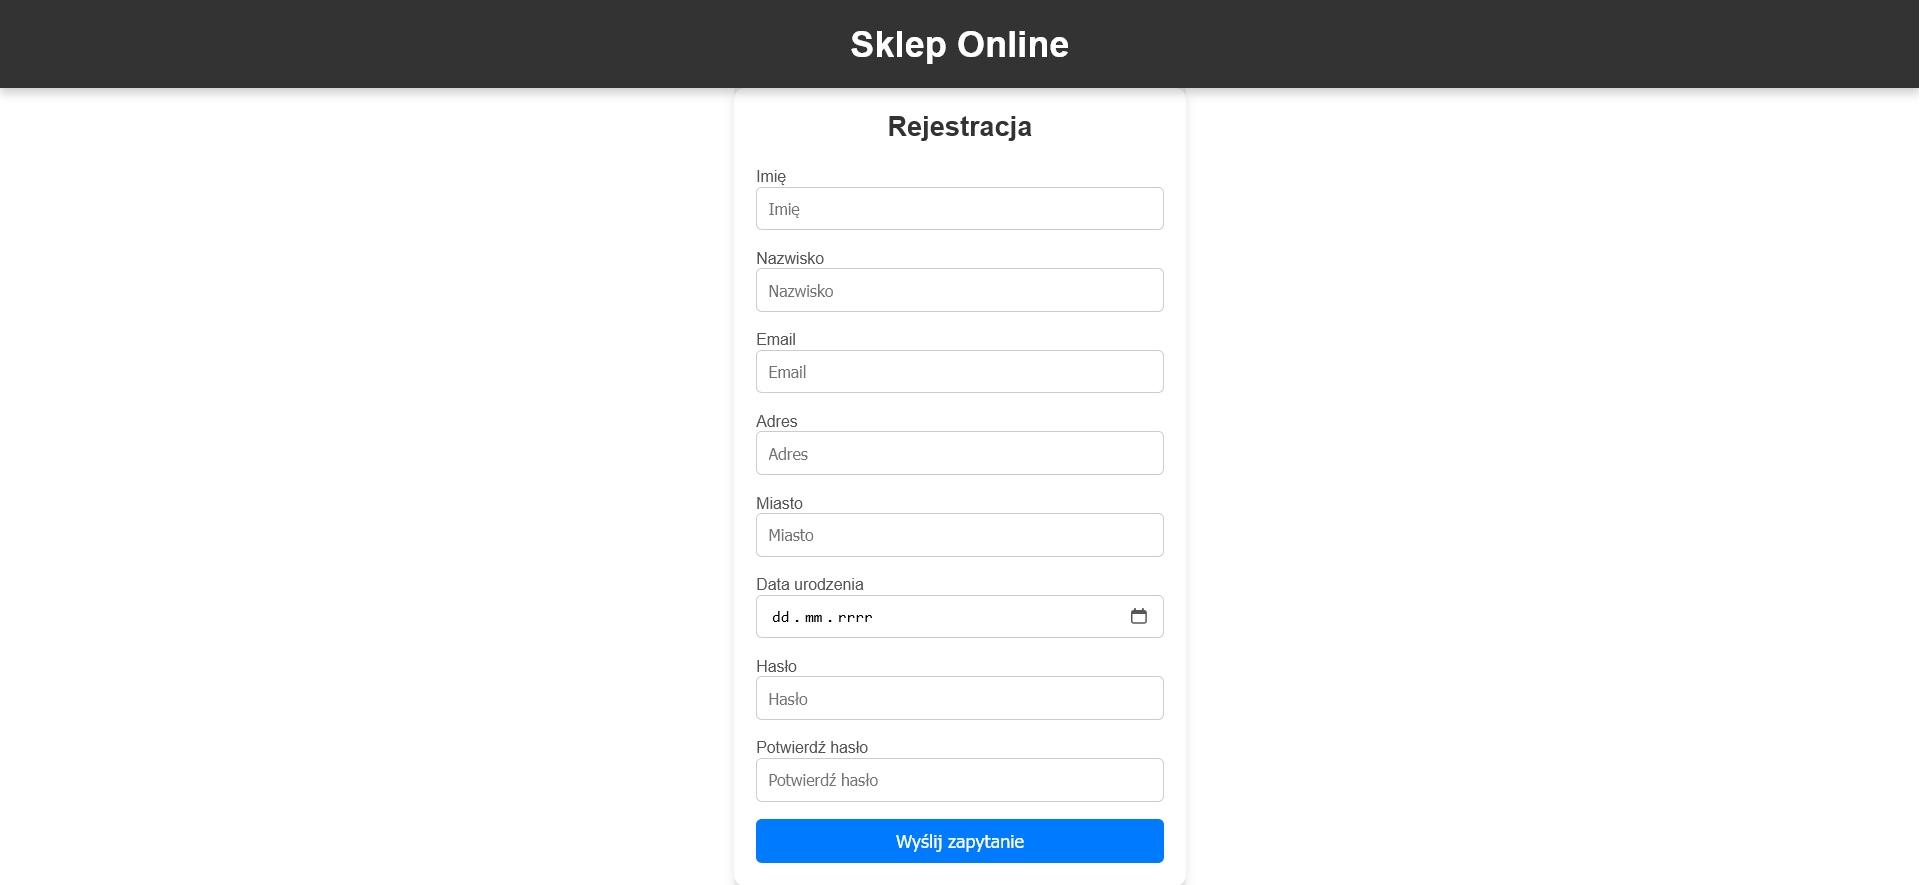 Sklep Online
Rejestracja
Imię
Imię
Nazwisko
Nazwisko
Email
Email
Adres
Adres
Miasto
Miasto
Data urodzenia
dd.mm.rrrr
Hasło
Hasło
Potwierdź hasło
Potwierdź hasło
Wyślij zapytanie